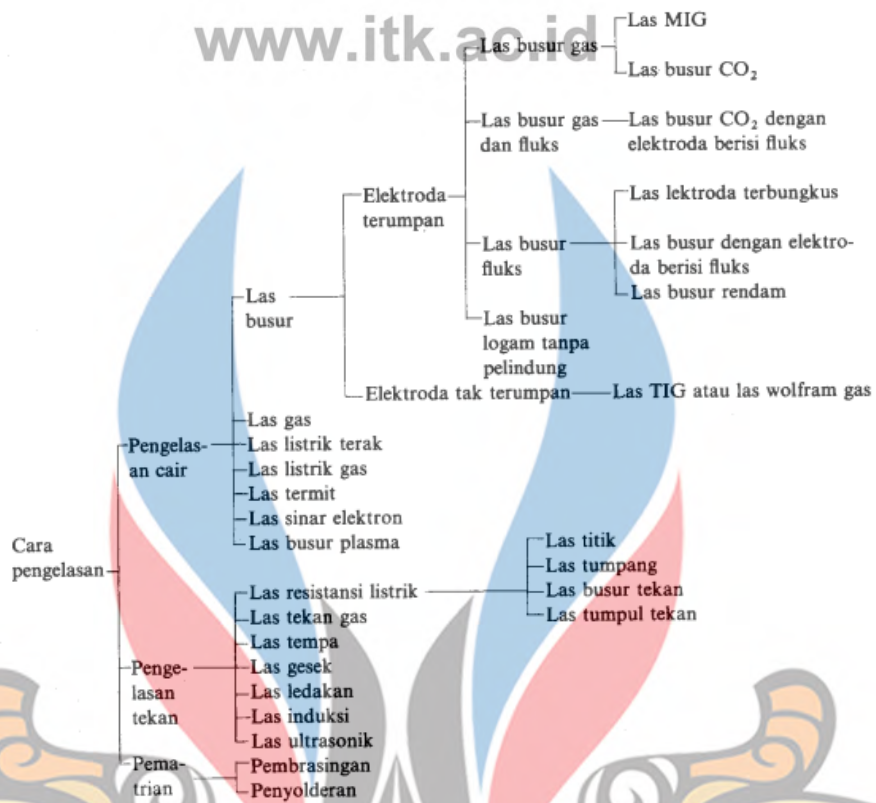 www.itk.ac.id
Las MIG
Las busur gas
Las busur CO₂
Las busur gas
dan fluks
Las busur CO₂ dengan
elektroda berisi fluks
Elektroda
terumpan
Las lektroda terbungkus
Las busur
fluks
Las busur dengan elektro-
da berisi fluks
Las busur rendam
Las
busur
Las busur
logam tanpa
pelindung
Elektroda tak terumpan
Las TIG atau las wolfram gas
Las gas
Pengelas-
an cair
Las listrik terak
Las listrik gas
Las termit
Las sinar elektron
Las busur plasma
Cara
pengelasan
Las titik
Las tumpang
Las busur tekan
Las tumpul tekan
Las resistansi listrik
Las tekan gas
Las tempa
Penge-
lasan
tekan
Las gesek
Las ledakan
Las induksi
Las ultrasonik
Pema-
trian
Pembrasingan
Penyolderan